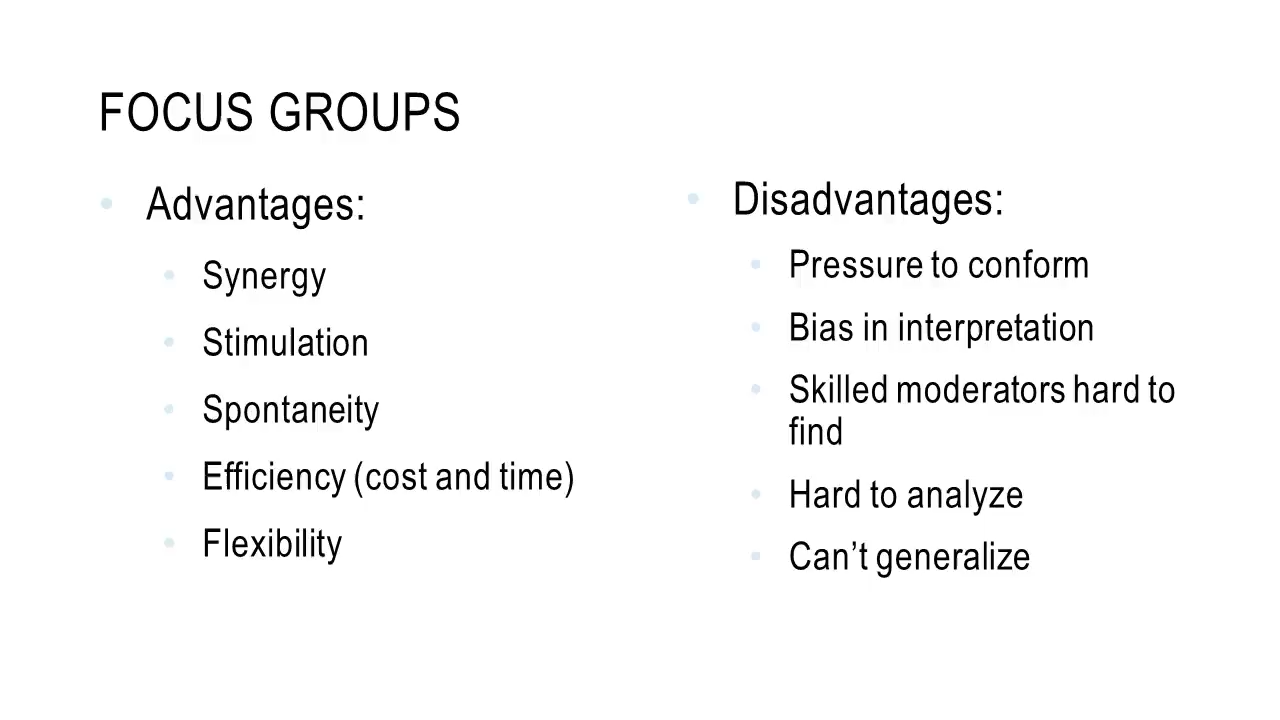 FOCUS GROUPS
• Advantages:
• Synergy
• Stimulation
• Spontaneity
• Efficiency (cost and time)
• Flexibility
• Disadvantages:
• Pressure to conform
• Bias in interpretation
• Skilled moderators hard to
find
• Hard to analyze
• Can’t generalize